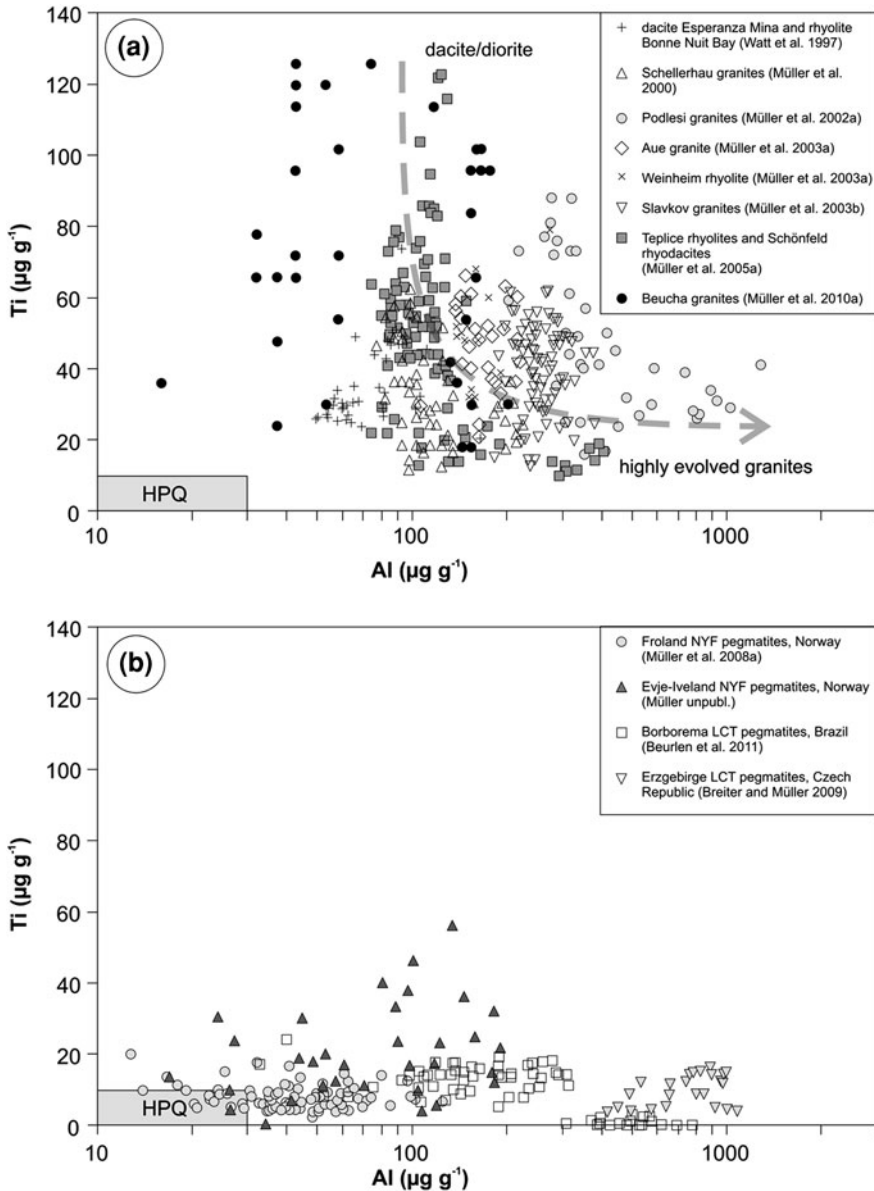 (a)
140
120
100
80
60
40
20
0
Ti (µg g⁻¹)
dacite/diorite
highly evolved granites
HPQ
10
100
1000
Al (µg g⁻¹)
dacite Esperanza Mina and rhyolite
Bonne Nuit Bay (Watt et al. 1997)
Schellerhau granites (Müller et al.
2000)
Podlesi granites (Müller et al. 2002a)
Aue granite (Müller et al. 2003a)
Weinheim rhyolite (Müller et al. 2003a)
Slavkov granites (Müller et al. 2003b)
Teplice rhyolites and Schönfeld
rhyodacites
(Müller et al. 2005a)
Beucha granites (Müller et al. 2010a)
(b)
140
120
100
80
60
40
20
0
Ti (µg g⁻¹)
HPQ
10
100
1000
Al (µg g⁻¹)
Froland NYF pegmatites, Norway
(Müller et al. 2008a)
Evje-Iveland NYF pegmatites, Norway
(Müller unpubl.)
Borborema LCT pegmatites, Brazil
(Beurlen et al. 2011)
Erzgebirge LCT pegmatites, Czech
Republic (Breiter and Müller 2009)